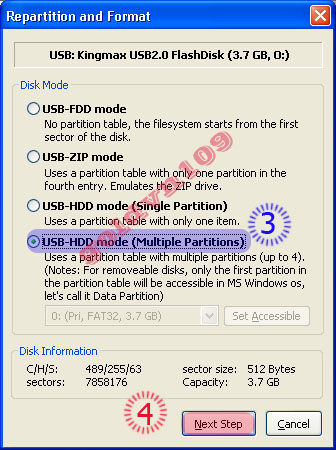 Repartition and Format
USB: Kingmax USB2.0 FlashDisk (3.7 GB, O:)
Disk Mode
USB-FDD mode
No partition table, the filesystem starts from the first
sector of the disk.
USB-ZIP mode
Uses a partition table with only one partition in the
fourth entry. Emulates the ZIP drive.
USB-HDD mode (Single Partition)
Uses a partition table with only one item.
3
USB-HDD mode (Multiple Partitions)
Uses a partition table with multiple partitions (up to 4).
(Notes: For removeable disks, only the first partition in
the partition table will be accessible in MS Windows os,
let's call it Data Partition)
0: (Pri, FAT32, 3.7 GB)
Set Accessible
Disk Information
C/H/S: 489/255/63 sector size: 512 Bytes
sectors: 7858176 Capacity: 3.7 GB
4
Next Step
Cancel